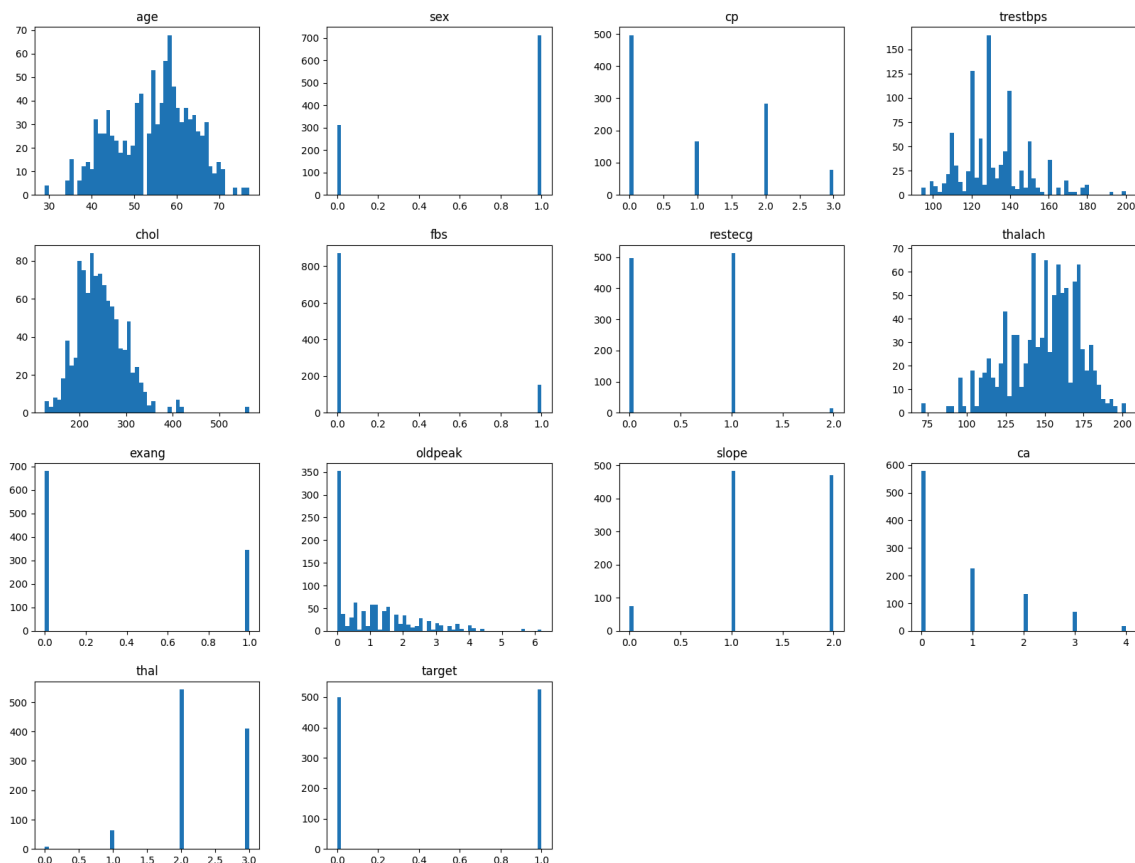 age sex cp trestbps
70 60 50 40 30 20 10 0
30 40 50 60 70
700 600 500 400 300 200 100 0
0.0 0.2 0.4 0.6 0.8 1.0
500 400 300 200 100 0
0.0 0.5 1.0 1.5 2.0 2.5 3.0
150 125 100 75 50 25 0
100 120 140 160 180 200
chol fbs restecg thalach
80 60 40 20 0
200 300 400 500
800 600 400 200 0
0.0 0.2 0.4 0.6 0.8 1.0
500 400 300 200 100 0
0.0 0.5 1.0 1.5 2.0
70 60 50 40 30 20 10 0
75 100 125 150 175 200
exang oldpeak slope ca
700 600 500 400 300 200 100 0
0.0 0.2 0.4 0.6 0.8 1.0
350 300 250 200 150 100 50 0
0 1 2 3 4 5 6
500 400 300 200 100 0
0.0 0.5 1.0 1.5 2.0
600 500 400 300 200 100 0
0 1 2 3 4
thal target
500 400 300 200 100 0
0.0 0.5 1.0 1.5 2.0 2.5 3.0
500 400 300 200 100 0
0.0 0.2 0.4 0.6 0.8 1.0